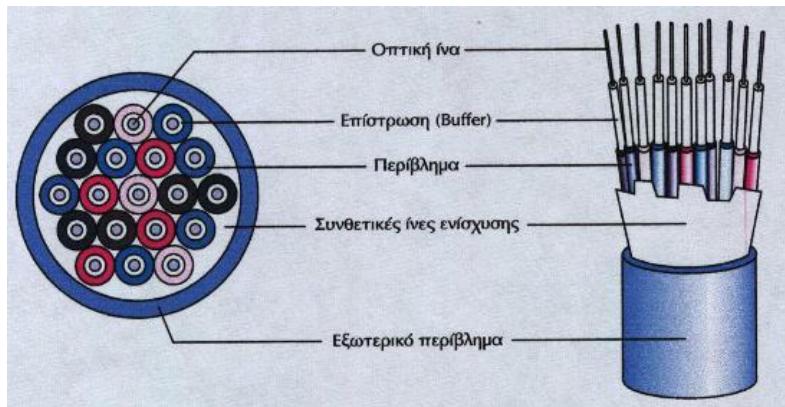 Οπτική ίνα
Επίστρωση (Buffer)
Περίβλημα
Συνθετικές ίνες ενίσχυσης
Εξωτερικό περίβλημα